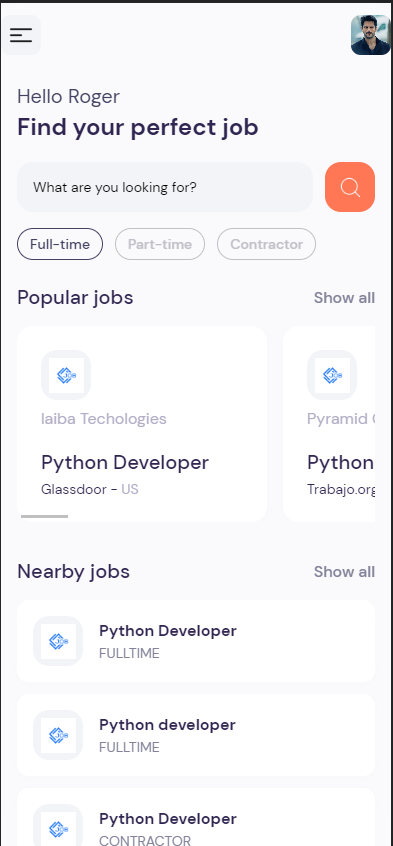 Hello Roger
Find your perfect job
What are you looking for?
Full-time Part-time Contractor
Popular jobs Show all
laiba Techologies
Python Developer
Glassdoor - US
Pyramid
Python
Trabajo.org
Nearby jobs Show all
Python Developer
FULLTIME
Python developer
FULLTIME
Python Developer
CONTRACTOR